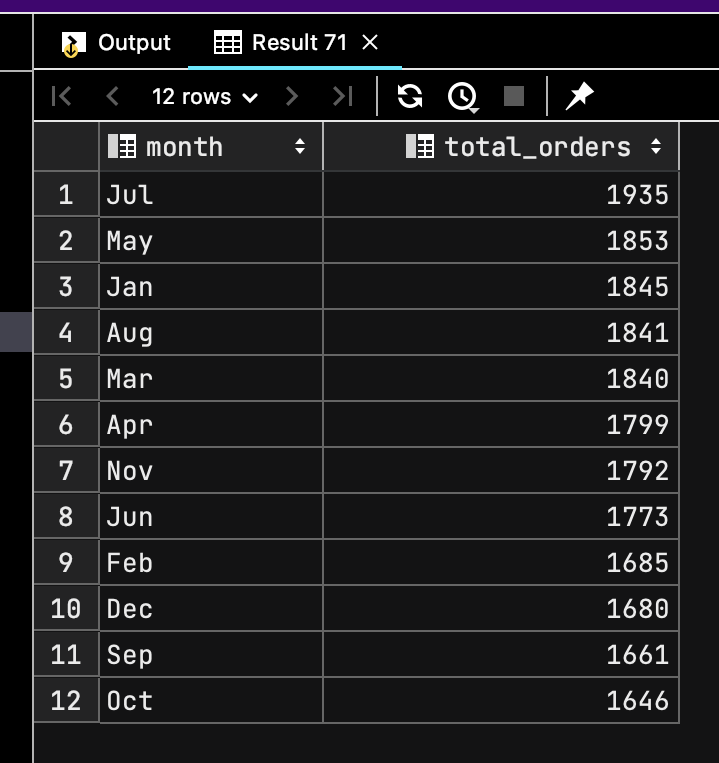 Output Result 71
12 rows
month total_orders
1 Jul 1935
2 May 1853
3 Jan 1845
4 Aug 1841
5 Mar 1840
6 Apr 1799
7 Nov 1792
8 Jun 1773
9 Feb 1685
10 Dec 1680
11 Sep 1661
12 Oct 1646